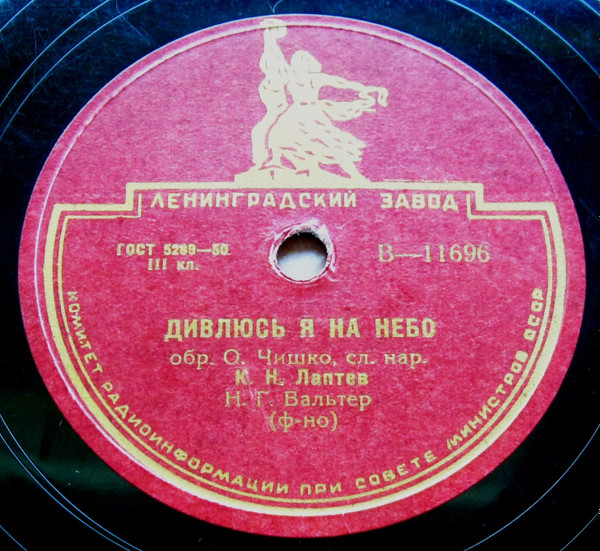 ЛЕНИНГРАДСКИЙ ЗАВОД
ГОСТ 5289—50
III кл.
В—11696
ДИВЛЮСЬ Я НА НЕБО
обр. О. Чишко, сл. нар.
К. Н. Лаптев
Н. Г. Вальтер
(ф-но)
КОМИТЕТ РАДИОИНФОРМАЦИИ ПРИ СОВЕТЕ МИНИСТРОВ СССР